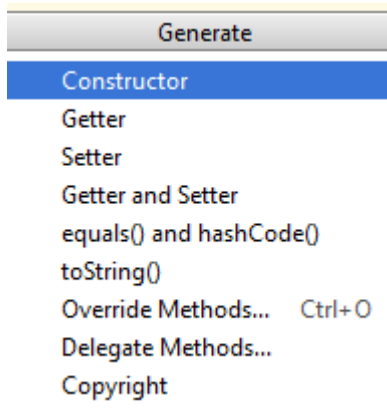 Generate
Constructor
Getter
Setter
Getter and Setter
equals() and hashCode()
toString()
Override Methods... Ctrl+O
Delegate Methods...
Copyright